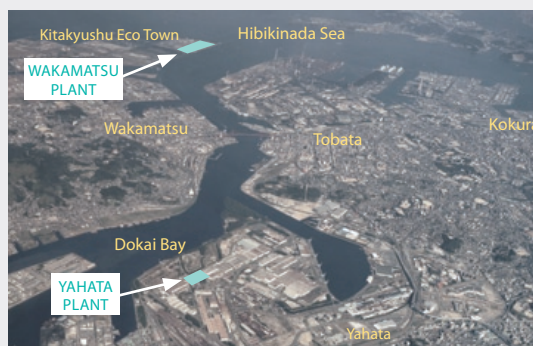 Kitakyushu Eco Town
Hibikinada Sea
WAKAMATSU
PLANT
Wakamatsu
Tobata
Kokura
Dokai Bay
YAHATA
PLANT
Yahata